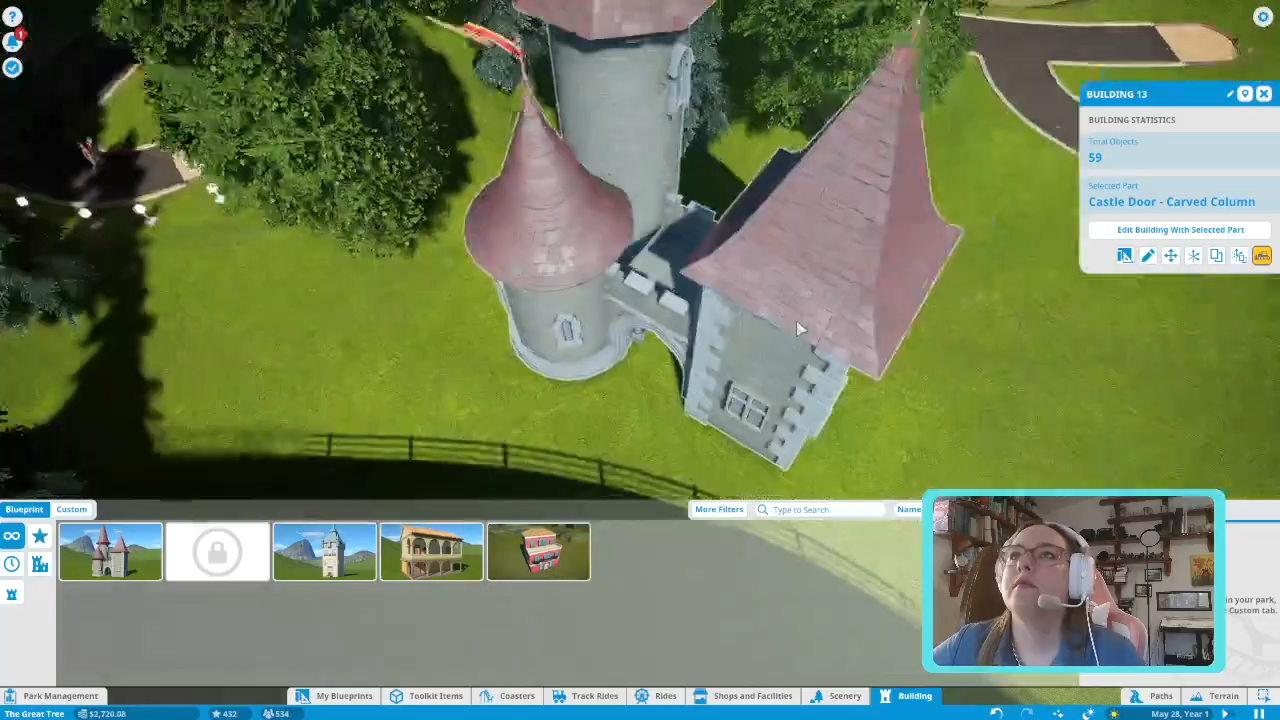 1
BUILDING 13
BUILDING STATISTICS
Total Objects
59
Selected Part
Castle Door - Carved Column
Edit Building With Selected Part
Blueprint
Custom
More Filters
Type to Search
Name
in your park,
Custom tab.
Park Management
My Blueprints
Toolkit Items
Coasters
Track Rides
Rides
Shops and Facilities
Scenery
Building
Paths
Terrain
The Great Tree
$2,720.08
432
534
May 28, Year 1